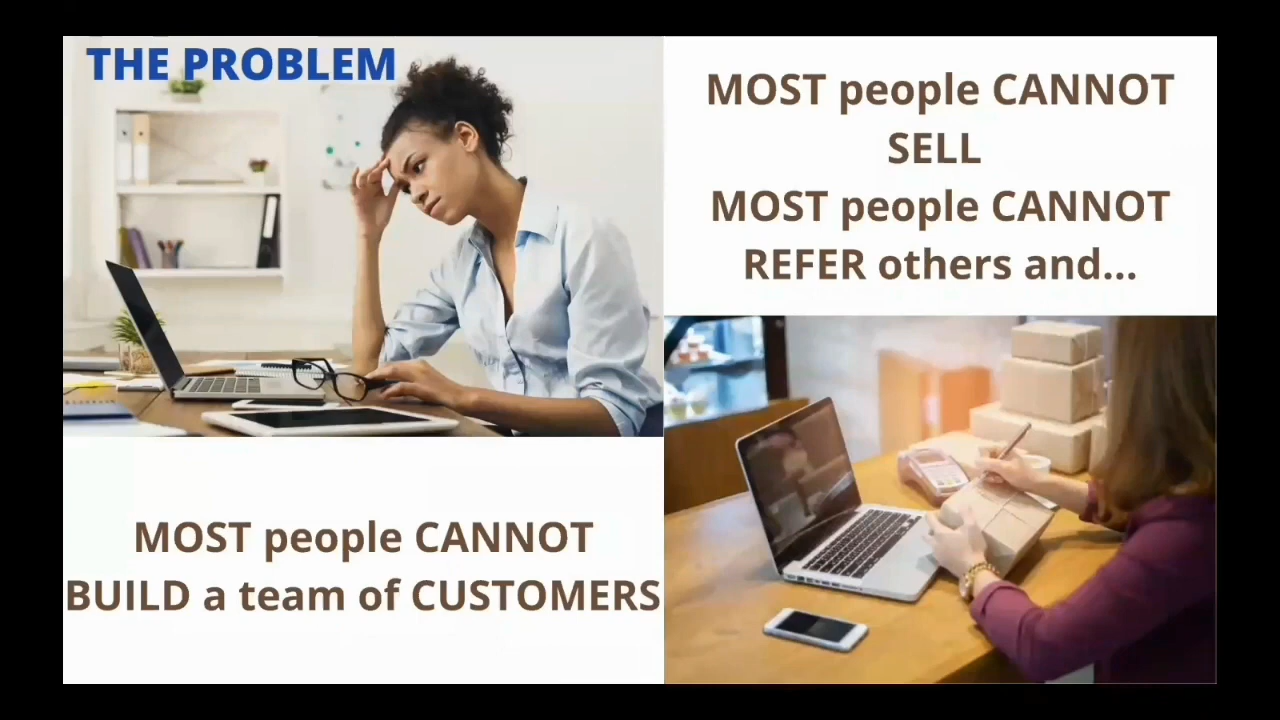 THE PROBLEM
MOST people CANNOT
SELL
MOST people CANNOT
REFER others and...
MOST people CANNOT
BUILD a team of CUSTOMERS